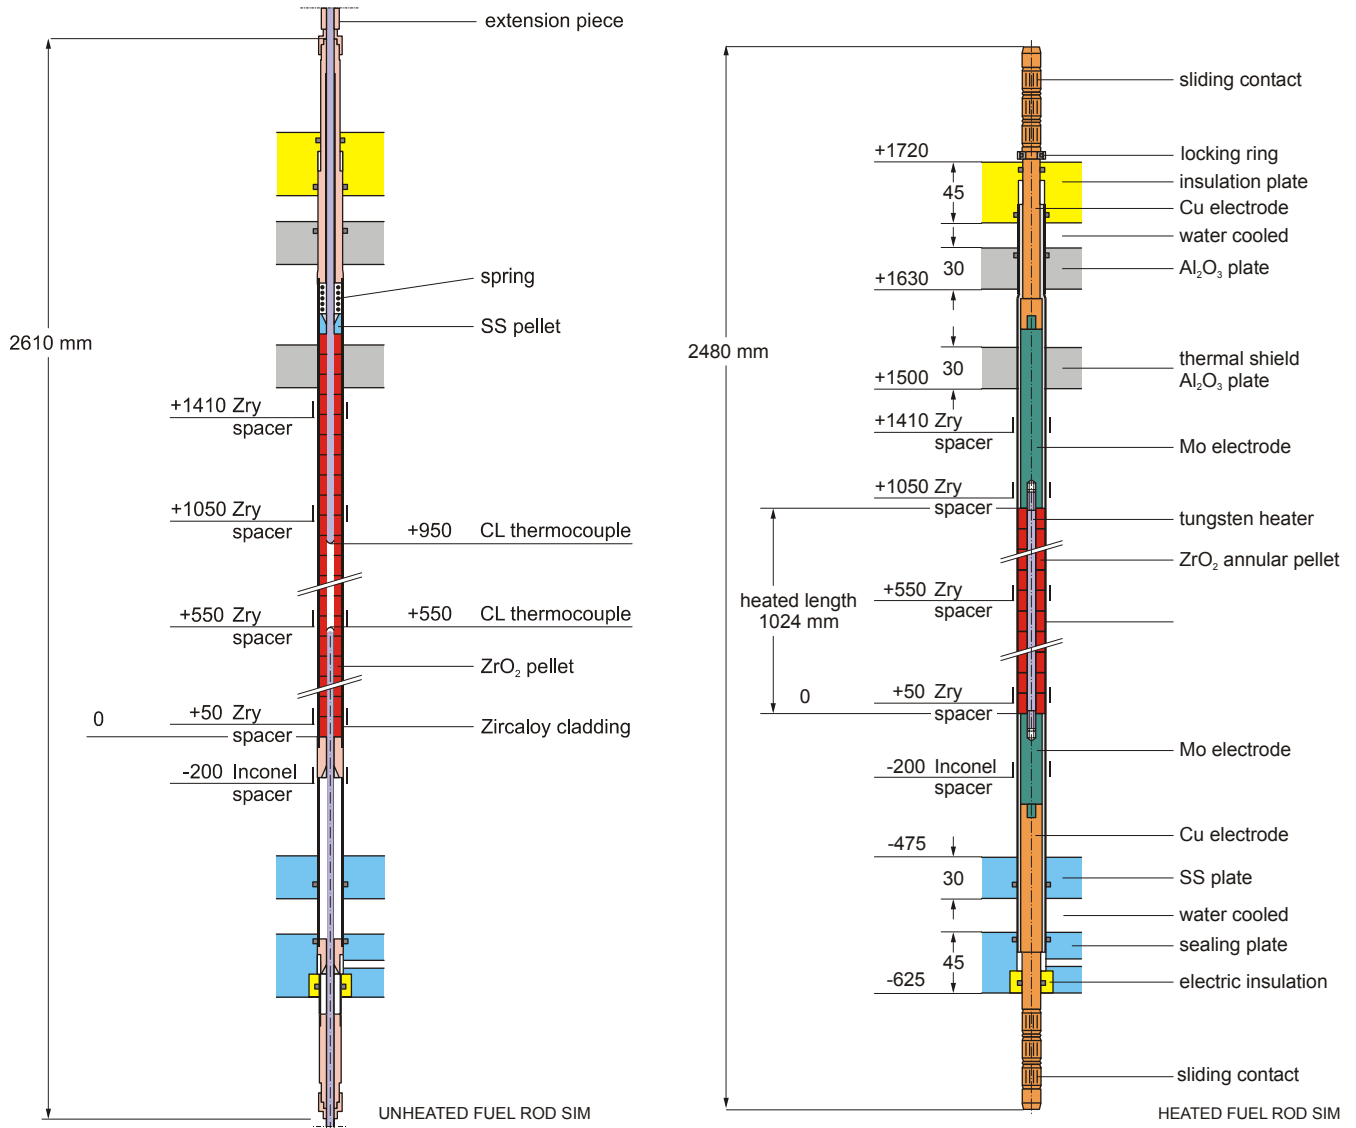 extension piece
2610 mm
spring
SS pellet
+1410 Zry
spacer
+1050 Zry
spacer
+950 CL thermocouple
+550 Zry
spacer
+550 CL thermocouple
ZrO₂ pellet
0
+50 Zry
spacer
Zircaloy cladding
-200 Inconel
spacer
UNHEATED FUEL ROD SIM
sliding contact
+1720
locking ring
45
insulation plate
Cu electrode
water cooled
30
Al₂O₃ plate
+1630
2480 mm
30
thermal shield
Al₂O₃ plate
+1500
+1410 Zry
spacer
Mo electrode
+1050 Zry
spacer
tungsten heater
ZrO₂ annular pellet
+550 Zry
spacer
heated length
1024 mm
0
+50 Zry
spacer
Mo electrode
-200 Inconel
spacer
Cu electrode
-475
30
SS plate
water cooled
sealing plate
45
-625
electric insulation
sliding contact
HEATED FUEL ROD SIM